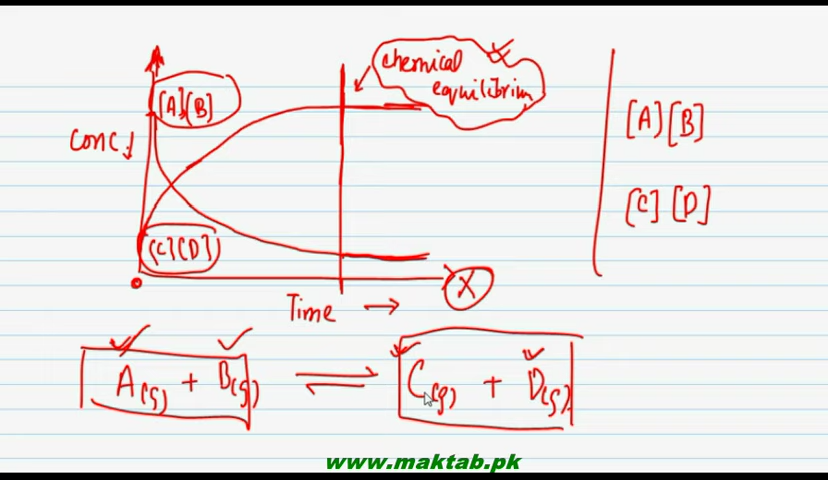 chemical
equilibrium
[A][B]
Conc.↓
[C][D]
X
Time →
[A][B]
[C][D]
A(g) + B(g) ⇌ C(g) + D(g)
www.maktab.pk